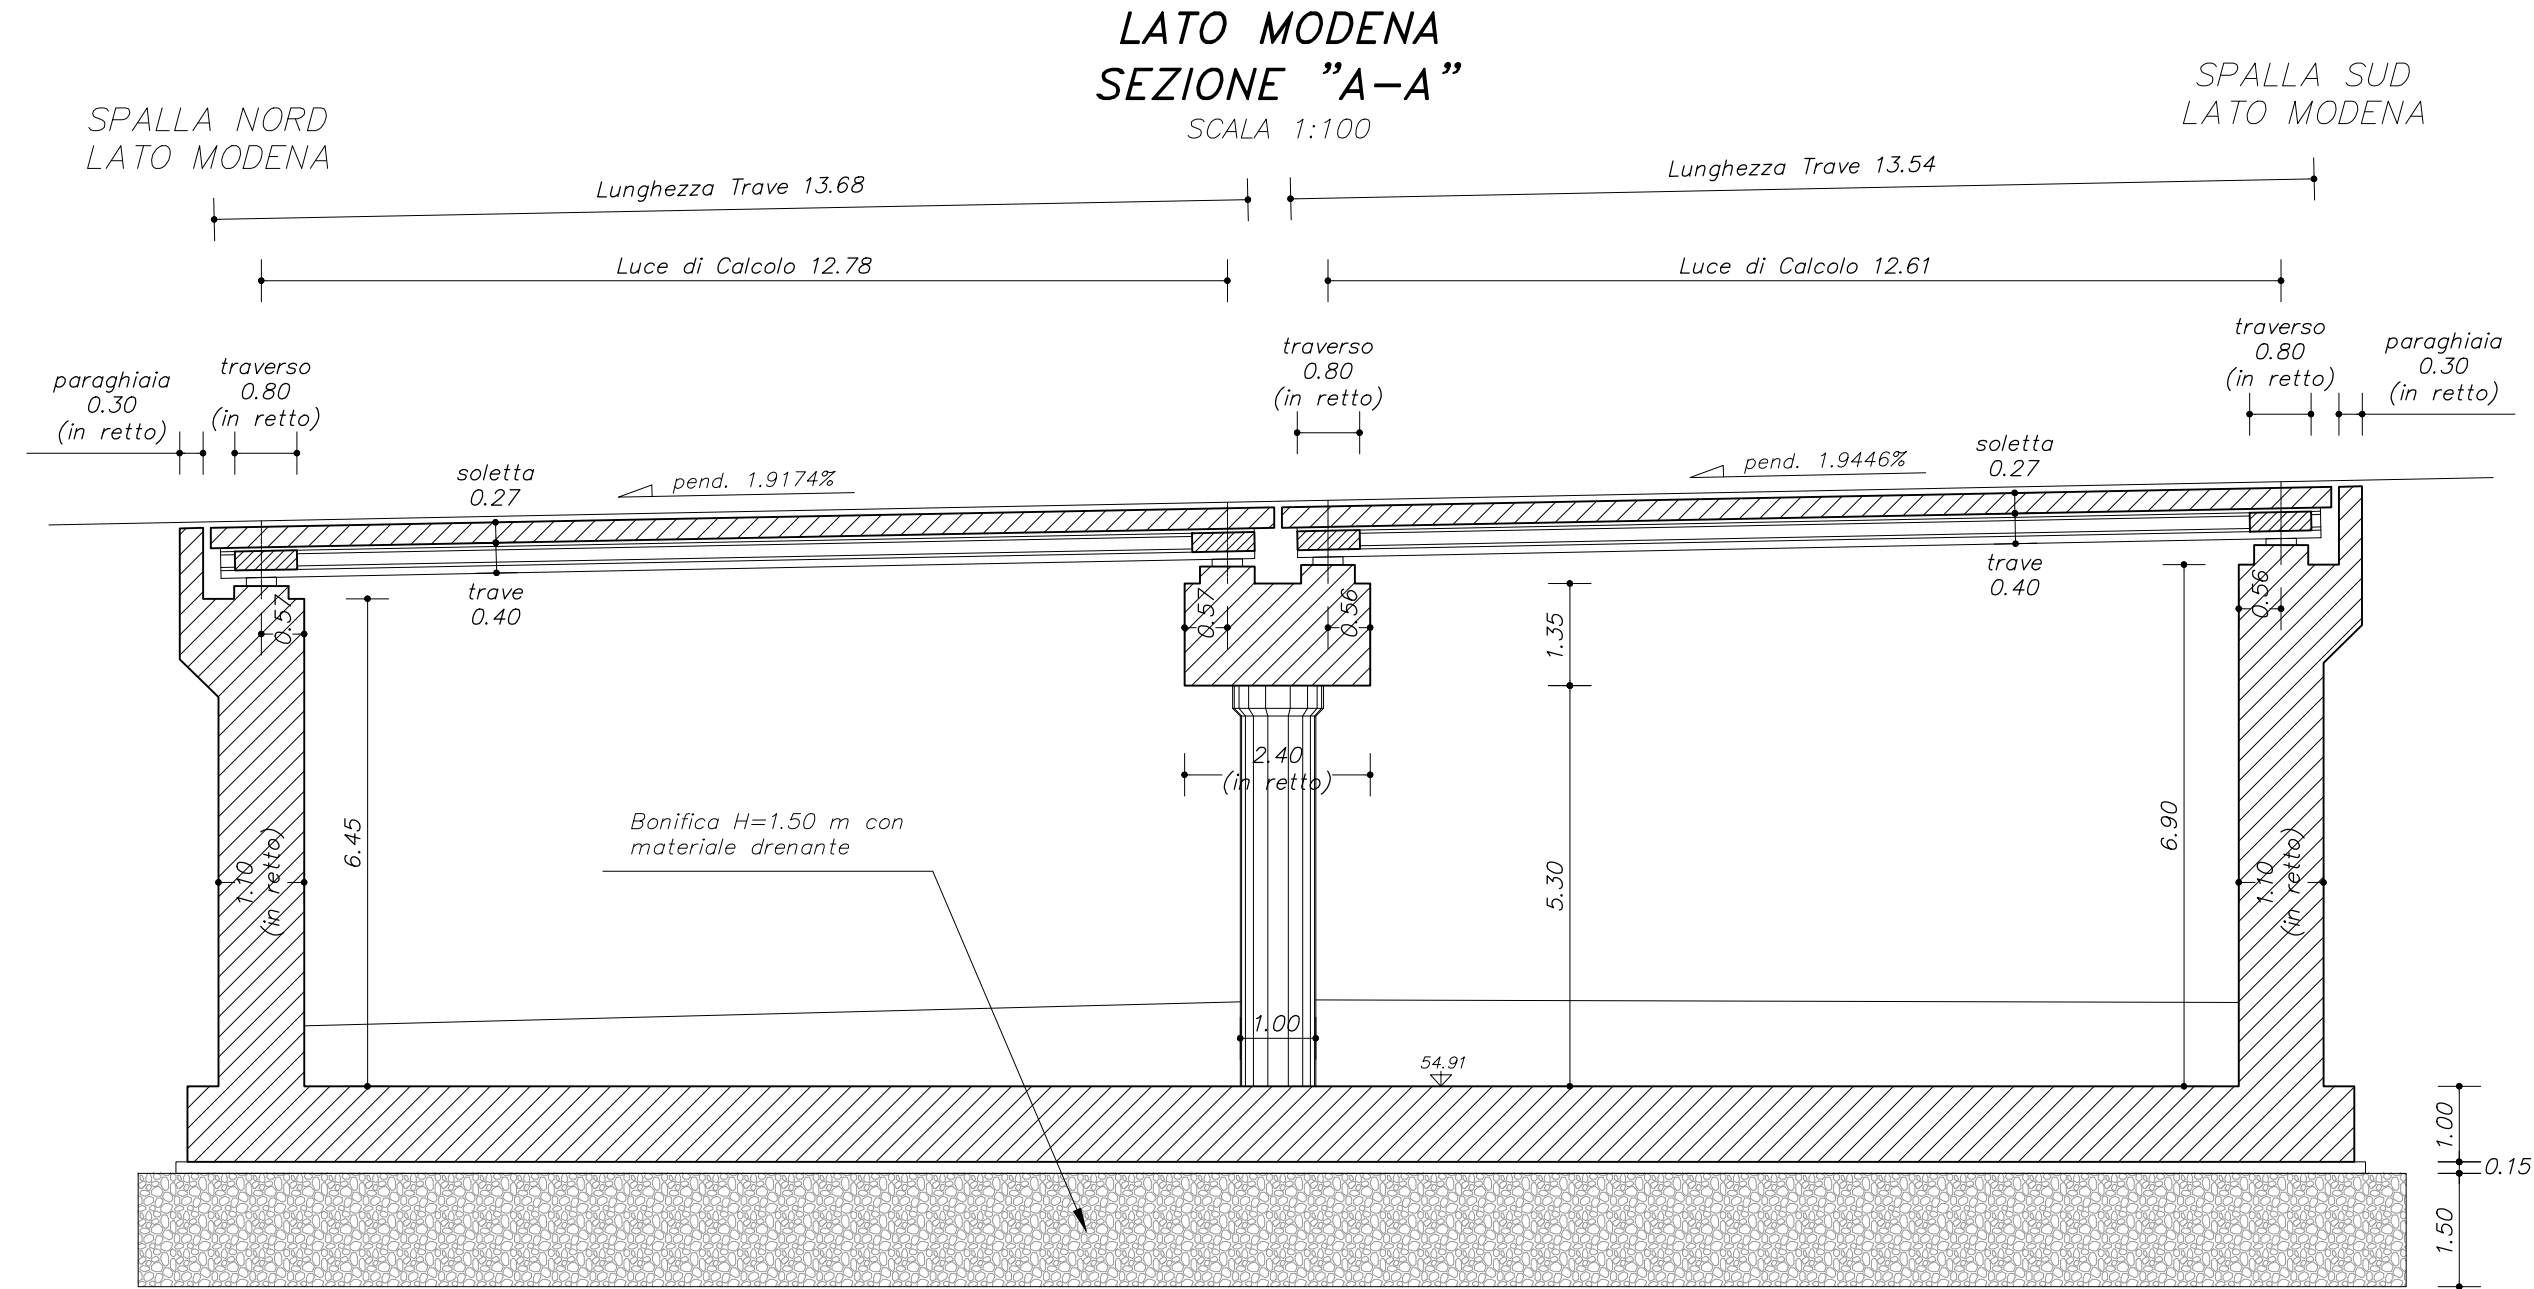 LATO MODENA
SEZIONE ”A-A”
SCALA 1:100
SPALLA NORD
LATO MODENA
SPALLA SUD
LATO MODENA
Lunghezza Trave 13.68
Lunghezza Trave 13.54
Luce di Calcolo 12.78
Luce di Calcolo 12.61
paraghiaia
0.30
(in retto)
traverso
0.80
(in retto)
traverso
0.80
(in retto)
traverso
0.80
(in retto)
paraghiaia
0.30
(in retto)
soletta
0.27
pend. 1.9174%
pend. 1.9446%
soletta
0.27
trave
0.40
trave
0.40
0.57
0.57
0.56
0.56
1.35
2.40
(in retto)
Bonifica H=1.50 m con
materiale drenante
6.45
1.10
(in retto)
5.30
6.90
1.10
(in retto)
1.00
54.91
1.00
0.15
1.50